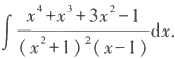 ∫ (x⁴+x³+3x²-1)/((x²+1)²(x-1)) dx.